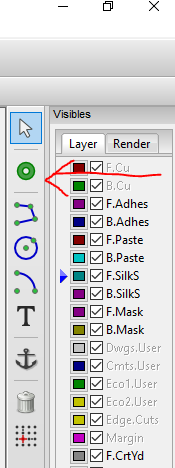 Visibles
Layer Render
F.Cu
B.Cu
F.Adhes
B.Adhes
F.Paste
B.Paste
F.SilkS
B.SilkS
F.Mask
B.Mask
Dwgs.User
Cmts.User
Eco1.User
Eco2.User
Edge.Cuts
Margin
F.CrtYd
T